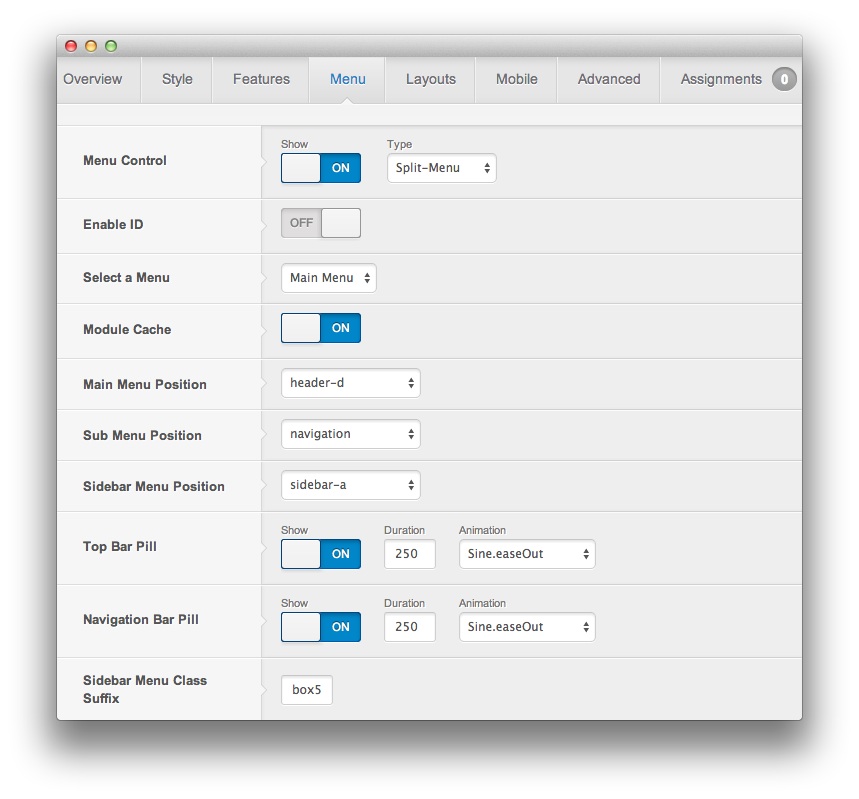 Overview Style Features Menu Layouts Mobile Advanced Assignments 0
Show Type
Menu Control ON Split-Menu
Enable ID OFF
Select a Menu Main Menu
Module Cache ON
Main Menu Position header-d
Sub Menu Position navigation
Sidebar Menu Position sidebar-a
Show Duration Animation
Top Bar Pill ON 250 Sine.easeOut
Show Duration Animation
Navigation Bar Pill ON 250 Sine.easeOut
Sidebar Menu Class
Suffix box5